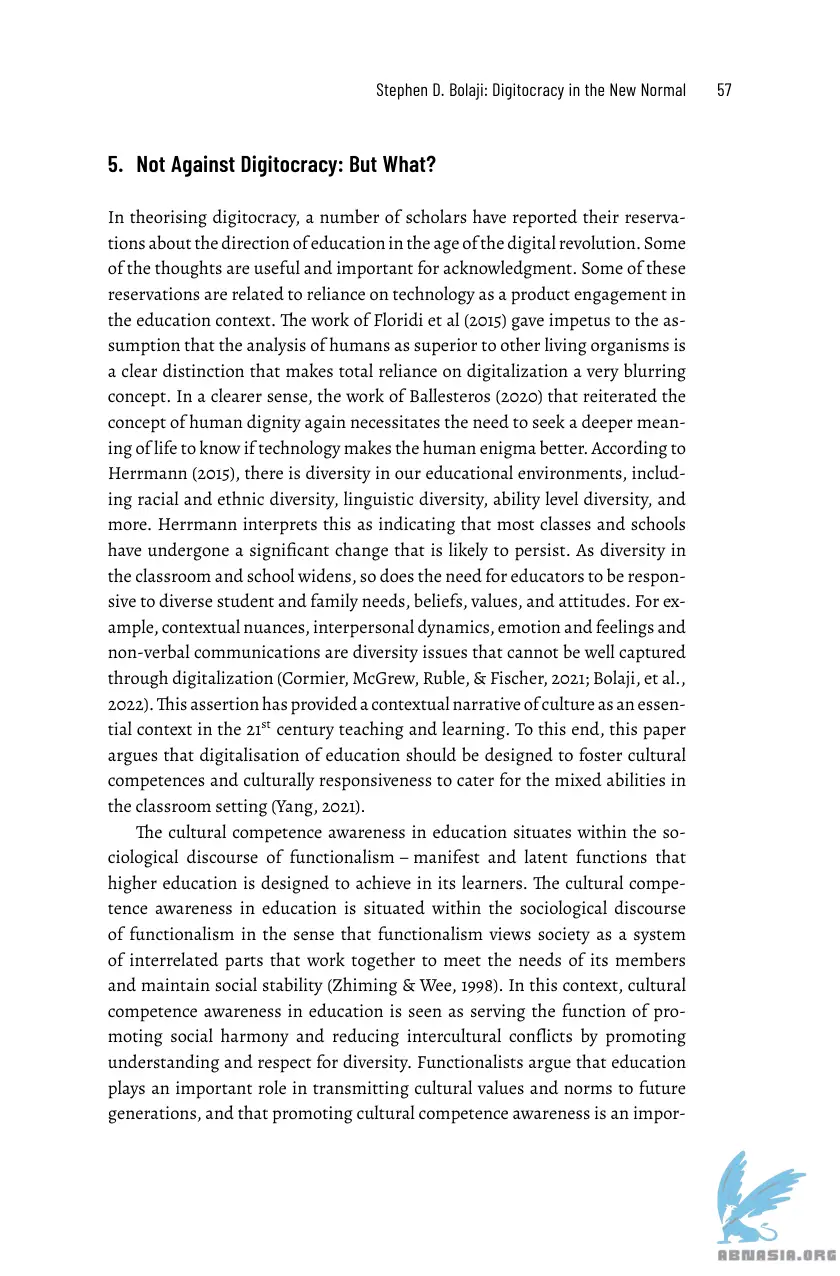 Stephen D. Bolaji: Digitocracy in the New Normal 57
5. Not Against Digitocracy: But What?
In theorising digitocracy, a number of scholars have reported their reserva-
tions about the direction of education in the age of the digital revolution. Some
of the thoughts are useful and important for acknowledgment. Some of these
reservations are related to reliance on technology as a product engagement in
the education context. The work of Floridi et al (2015) gave impetus to the as-
sumption that the analysis of humans as superior to other living organisms is
a clear distinction that makes total reliance on digitalization a very blurring
concept. In a clearer sense, the work of Ballesteros (2020) that reiterated the
concept of human dignity again necessitates the need to seek a deeper mean-
ing of life to know if technology makes the human enigma better. According to
Herrmann (2015), there is diversity in our educational environments, includ-
ing racial and ethnic diversity, linguistic diversity, ability level diversity, and
more. Herrmann interprets this as indicating that most classes and schools
have undergone a significant change that is likely to persist. As diversity in
the classroom and school widens, so does the need for educators to be respon-
sive to diverse student and family needs, beliefs, values, and attitudes. For ex-
ample, contextual nuances, interpersonal dynamics, emotion and feelings and
non-verbal communications are diversity issues that cannot be well captured
through digitalization (Cormier, McGrew, Ruble, & Fischer, 2021; Bolaji, et al.,
2022). This assertion has provided a contextual narrative of culture as an essen-
tial context in the 21st century teaching and learning. To this end, this paper
argues that digitalisation of education should be designed to foster cultural
competences and culturally responsiveness to cater for the mixed abilities in
the classroom setting (Yang, 2021).
The cultural competence awareness in education situates within the so-
ciological discourse of functionalism – manifest and latent functions that
higher education is designed to achieve in its learners. The cultural compe-
tence awareness in education is situated within the sociological discourse
of functionalism in the sense that functionalism views society as a system
of interrelated parts that work together to meet the needs of its members
and maintain social stability (Zhiming & Wee, 1998). In this context, cultural
competence awareness in education is seen as serving the function of pro-
moting social harmony and reducing intercultural conflicts by promoting
understanding and respect for diversity. Functionalists argue that education
plays an important role in transmitting cultural values and norms to future
generations, and that promoting cultural competence awareness is an impor-
ABNASIA.ORG